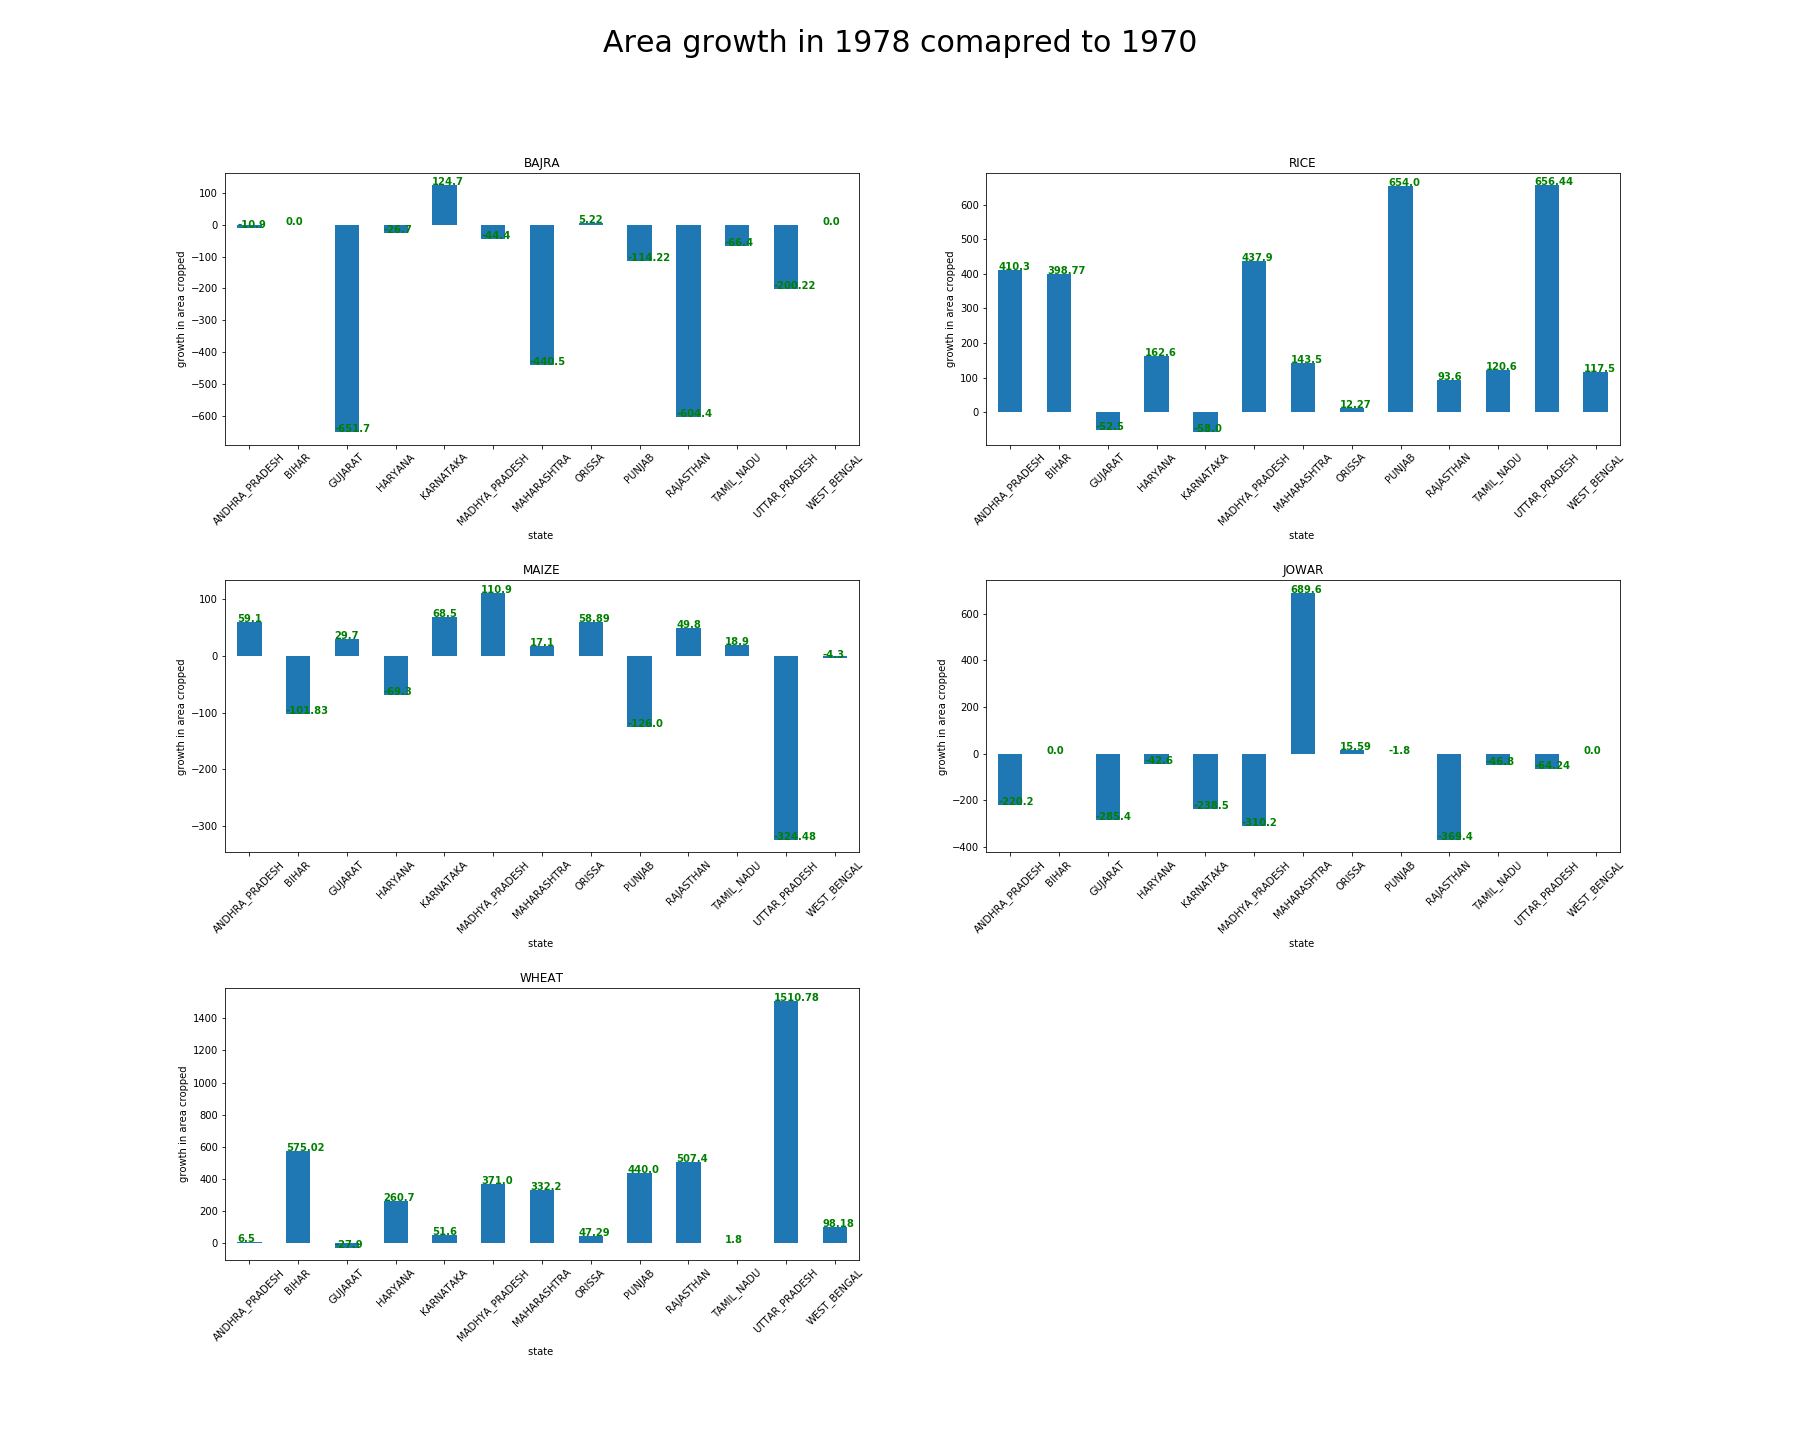 Area growth in 1978 comapred to 1970
BAJRA
growth in area cropped
100
0
−100
−200
−300
−400
−500
−600
-10.9
0.0
-651.7
-26.7
124.7
-44.4
-440.5
5.22
-114.22
-604.4
-66.4
-200.22
0.0
ANDHRA_PRADESH
BIHAR
GUJARAT
HARYANA
KARNATAKA
MADHYA_PRADESH
MAHARASHTRA
ORISSA
PUNJAB
RAJASTHAN
TAMIL_NADU
UTTAR_PRADESH
WEST_BENGAL
state
RICE
growth in area cropped
600
500
400
300
200
100
0
410.3
398.77
-52.5
162.6
-58.0
437.9
143.5
12.27
654.0
93.6
120.6
656.44
117.5
ANDHRA_PRADESH
BIHAR
GUJARAT
HARYANA
KARNATAKA
MADHYA_PRADESH
MAHARASHTRA
ORISSA
PUNJAB
RAJASTHAN
TAMIL_NADU
UTTAR_PRADESH
WEST_BENGAL
state
MAIZE
growth in area cropped
100
0
−100
−200
−300
59.1
-101.83
29.7
-69.3
68.5
110.9
17.1
58.89
-126.0
49.8
18.9
-324.48
-4.3
ANDHRA_PRADESH
BIHAR
GUJARAT
HARYANA
KARNATAKA
MADHYA_PRADESH
MAHARASHTRA
ORISSA
PUNJAB
RAJASTHAN
TAMIL_NADU
UTTAR_PRADESH
WEST_BENGAL
state
JOWAR
growth in area cropped
600
400
200
0
−200
−400
-220.2
0.0
-285.4
-42.6
-238.5
-310.2
689.6
15.59
-1.8
-369.4
-46.8
-64.24
0.0
ANDHRA_PRADESH
BIHAR
GUJARAT
HARYANA
KARNATAKA
MADHYA_PRADESH
MAHARASHTRA
ORISSA
PUNJAB
RAJASTHAN
TAMIL_NADU
UTTAR_PRADESH
WEST_BENGAL
state
WHEAT
growth in area cropped
1400
1200
1000
800
600
400
200
0
6.5
575.02
-27.9
260.7
51.6
371.0
332.2
47.29
440.0
507.4
1.8
1510.78
98.18
ANDHRA_PRADESH
BIHAR
GUJARAT
HARYANA
KARNATAKA
MADHYA_PRADESH
MAHARASHTRA
ORISSA
PUNJAB
RAJASTHAN
TAMIL_NADU
UTTAR_PRADESH
WEST_BENGAL
state